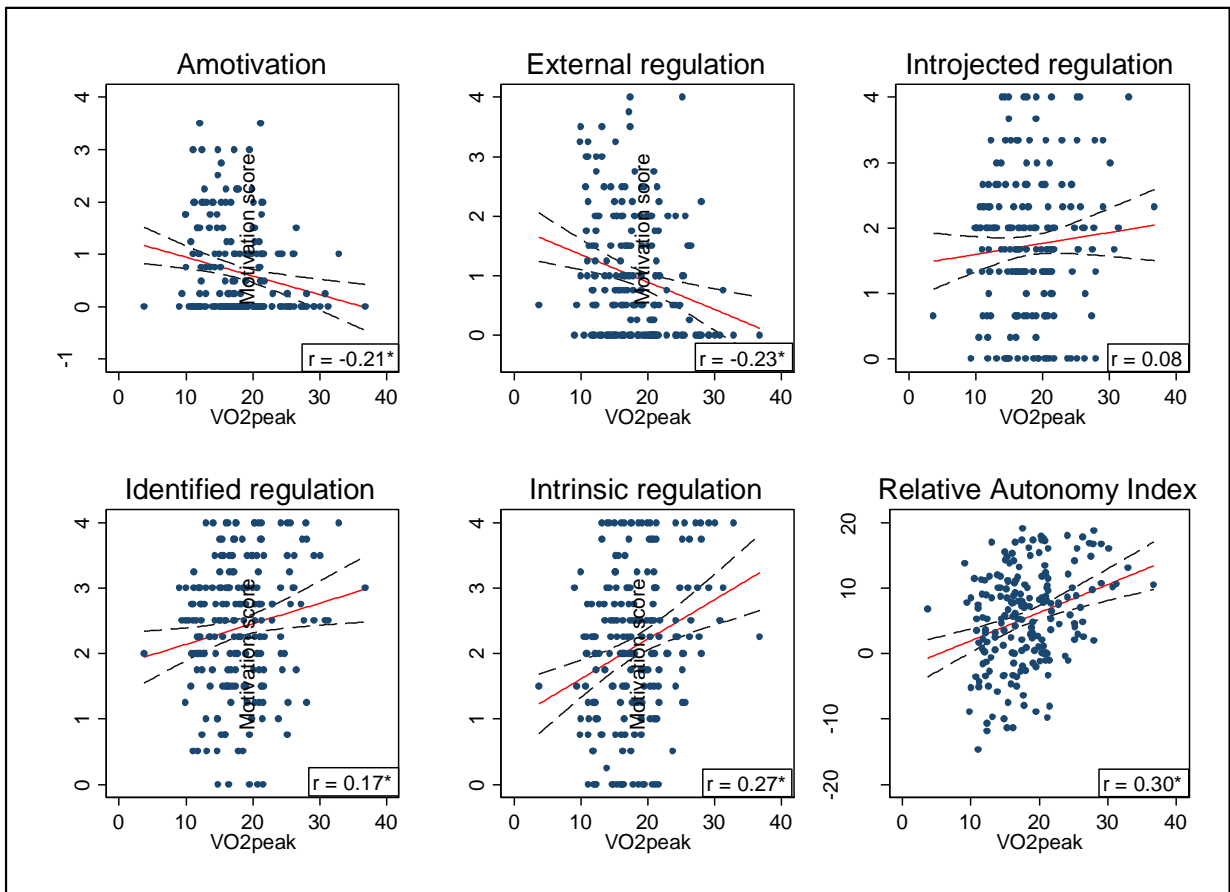 Amotivation
4
3
2
1
0
-1
Motivation score
r = -0.21*
0 10 20 30 40
VO2peak
External regulation
4
3
2
1
0
Motivation score
r = -0.23*
0 10 20 30 40
VO2peak
Introjected regulation
4
3
2
1
0
r = 0.08
0 10 20 30 40
VO2peak
Identified regulation
4
3
2
1
0
Motivation score
r = 0.17*
0 10 20 30 40
VO2peak
Intrinsic regulation
4
3
2
1
0
Motivation score
r = 0.27*
0 10 20 30 40
VO2peak
Relative Autonomy Index
20
10
0
-10
-20
r = 0.30*
0 10 20 30 40
VO2peak